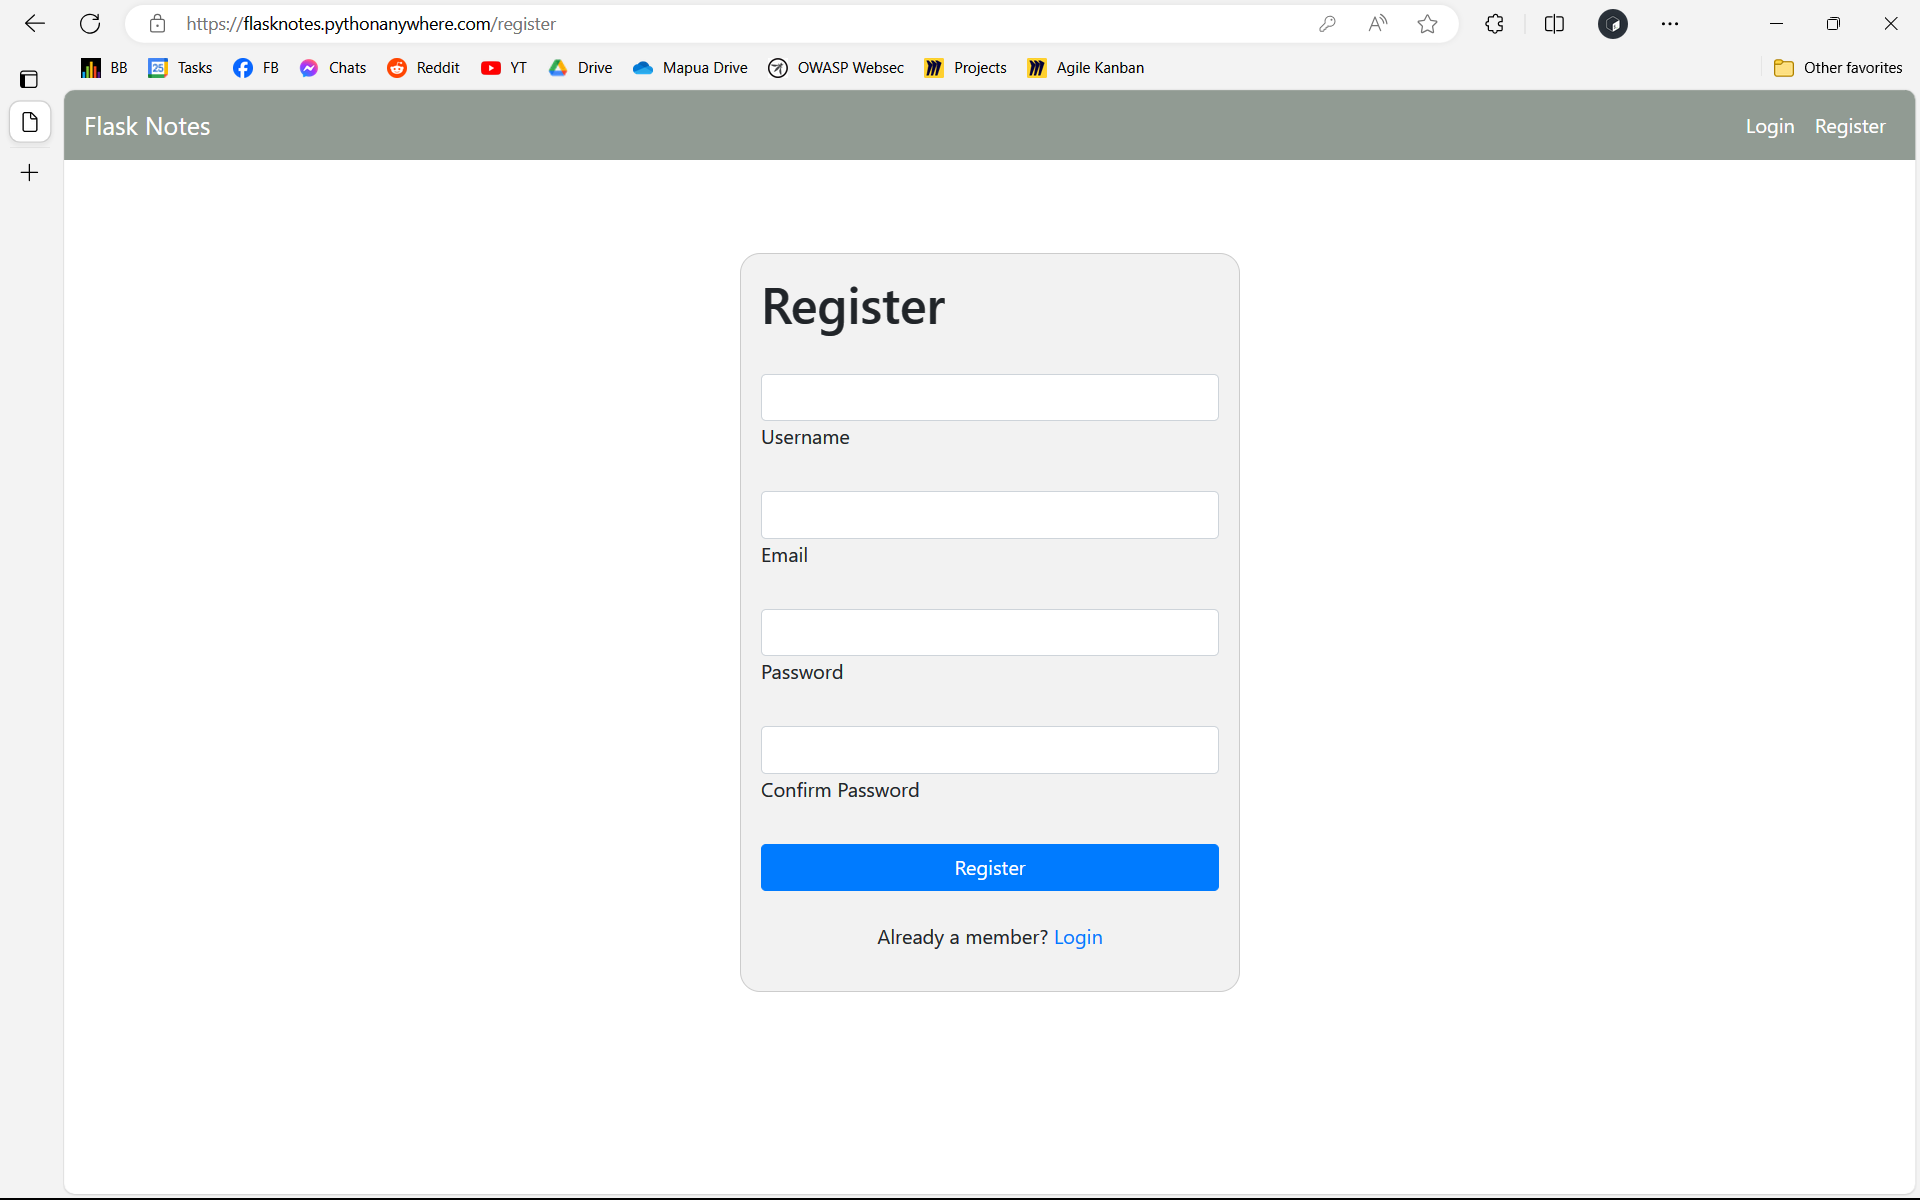 https://flasknotes.pythonanywhere.com/register
BB Tasks FB Chats Reddit YT Drive Mapua Drive OWASP Websec Projects Agile Kanban Other favorites
Flask Notes Login Register
Register
Username
Email
Password
Confirm Password
Register
Already a member? Login